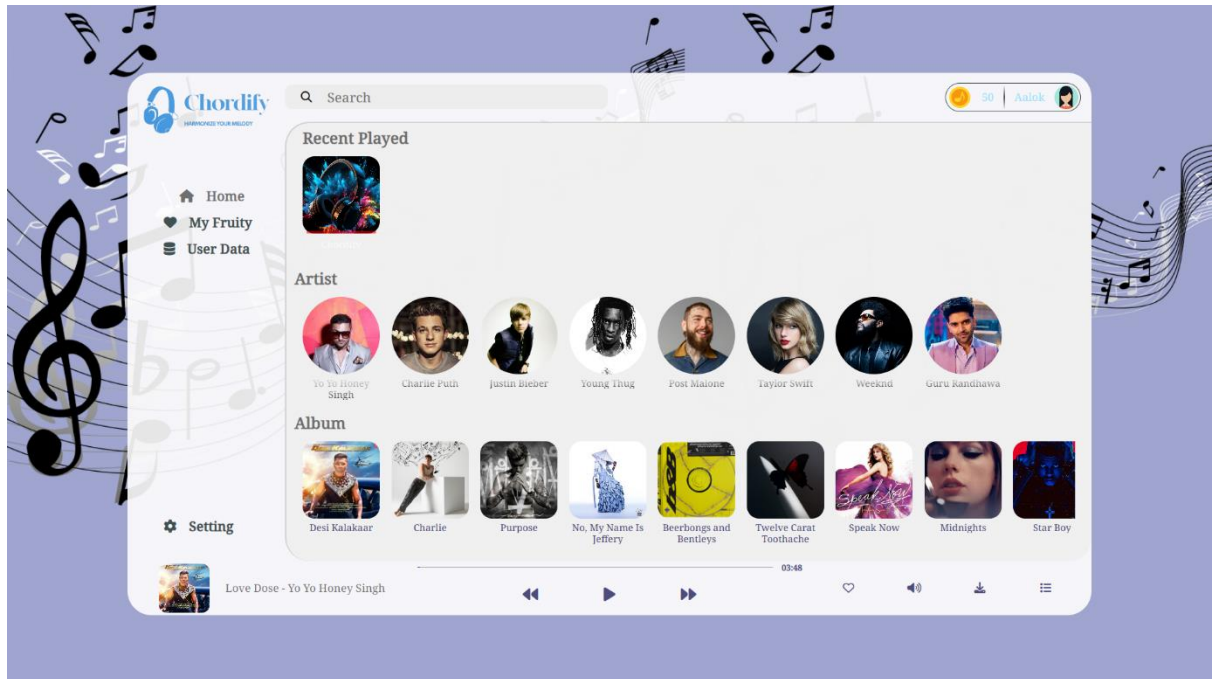 Chordify
HARMONIZE YOUR MELODY
Search
50
Aalok
Recent Played
Home
My Fruity
User Data
Artist
Yo Yo Honey
Singh
Charlie Puth
Justin Bieber
Young Thug
Post Malone
Taylor Swift
Weeknd
Guru Randhawa
Album
Speak Now
Desi Kalakaar
Charlie
Purpose
No, My Name Is
Jeffery
Beerbongs and
Bentleys
Twelve Carat
Toothache
Speak Now
Midnights
Star Boy
Setting
Love Dose - Yo Yo Honey Singh
03:48